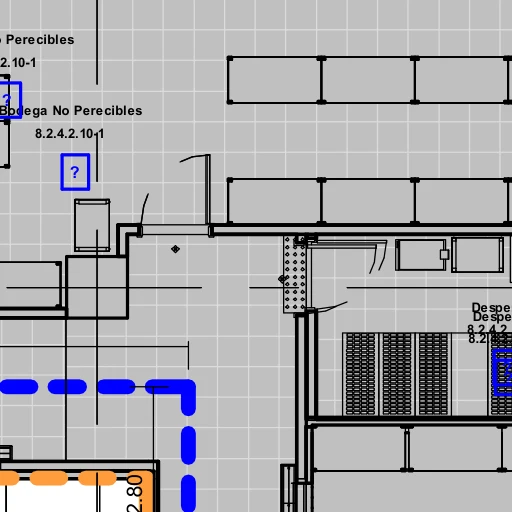 Perecibles
2.10-1
?
Bodega No Perecibles
8.2.4.2.10-1
?
Despe
Despe
8.2.4.2
8.2.4
2.80